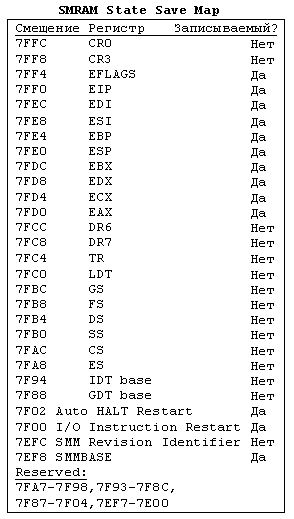 SMRAM State Save Map
Смещение Регистр Записываемый?
7FFC CR0 Нет
7FF8 CR3 Нет
7FF4 EFLAGS Да
7FF0 EIP Да
7FEC EDI Да
7FE8 ESI Да
7FE4 EBP Да
7FE0 ESP Да
7FDC EBX Да
7FD8 EDX Да
7FD4 ECX Да
7FD0 EAX Да
7FCC DR6 Нет
7FC8 DR7 Нет
7FC4 TR Нет
7FC0 LDT Нет
7FBC GS Нет
7FB8 FS Нет
7FB4 DS Нет
7FB0 SS Нет
7FAC CS Нет
7FA8 ES Нет
7F94 IDT base Нет
7F88 GDT base Нет
7F02 Auto HALT Restart Да
7F00 I/O Instruction Restart Да
7EFC SMM Revision Identifier Нет
7EF8 SMMBASE Да
Reserved:
7FA7-7F98,7F93-7F8C,
7F87-7F04,7EF7-7E00